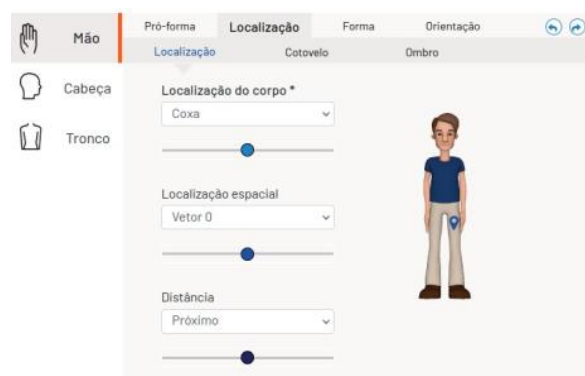 Mão
Cabeça
Tronco
Pró-forma Localização Forma Orientação
Localização Cotovelo Ombro
Localização do corpo *
Coxa
Localização espacial
Vetor 0
Distância
Próximo